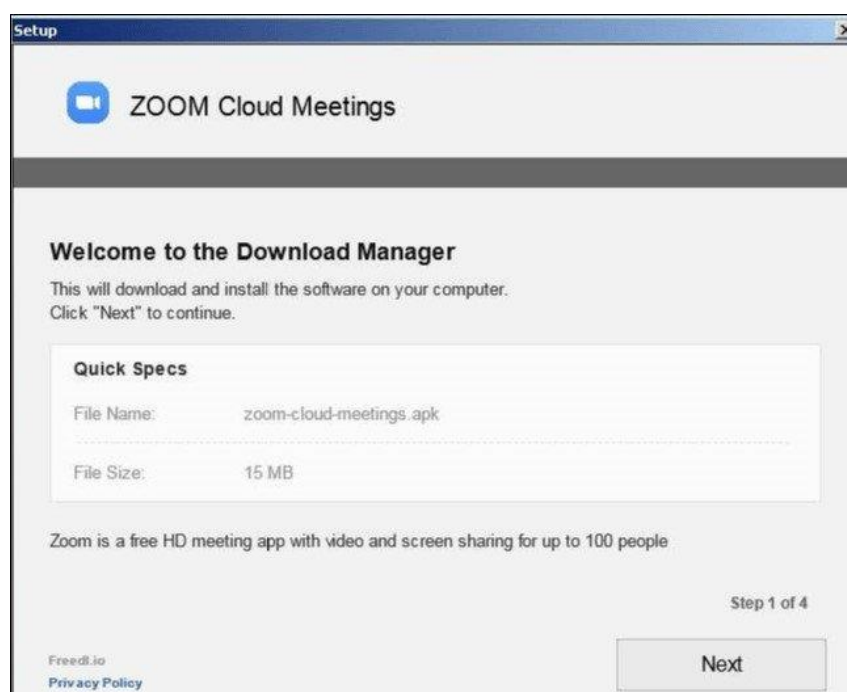 Setup
ZOOM Cloud Meetings
Welcome to the Download Manager
This will download and install the software on your computer.
Click "Next" to continue.
Quick Specs
File Name: zoom-cloud-meetings.apk
File Size: 15 MB
Zoom is a free HD meeting app with video and screen sharing for up to 100 people
Step 1 of 4
Freedl.io
Next
Privacy Policy